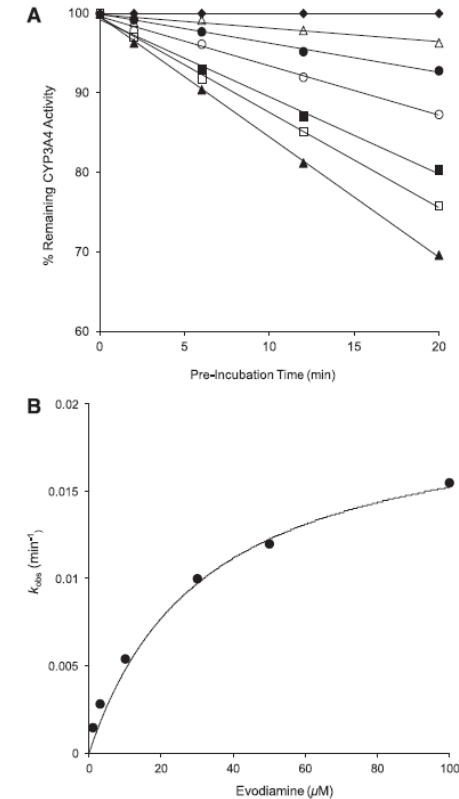 A
100
90
80
70
60
% Remaining CYP3A4 Activity
0 5 10 15 20
Pre-Incubation Time (min)
B
0.02
0.015
0.01
0.005
0
kobs (min-1)
0 20 40 60 80 100
Evodiamine (µM)